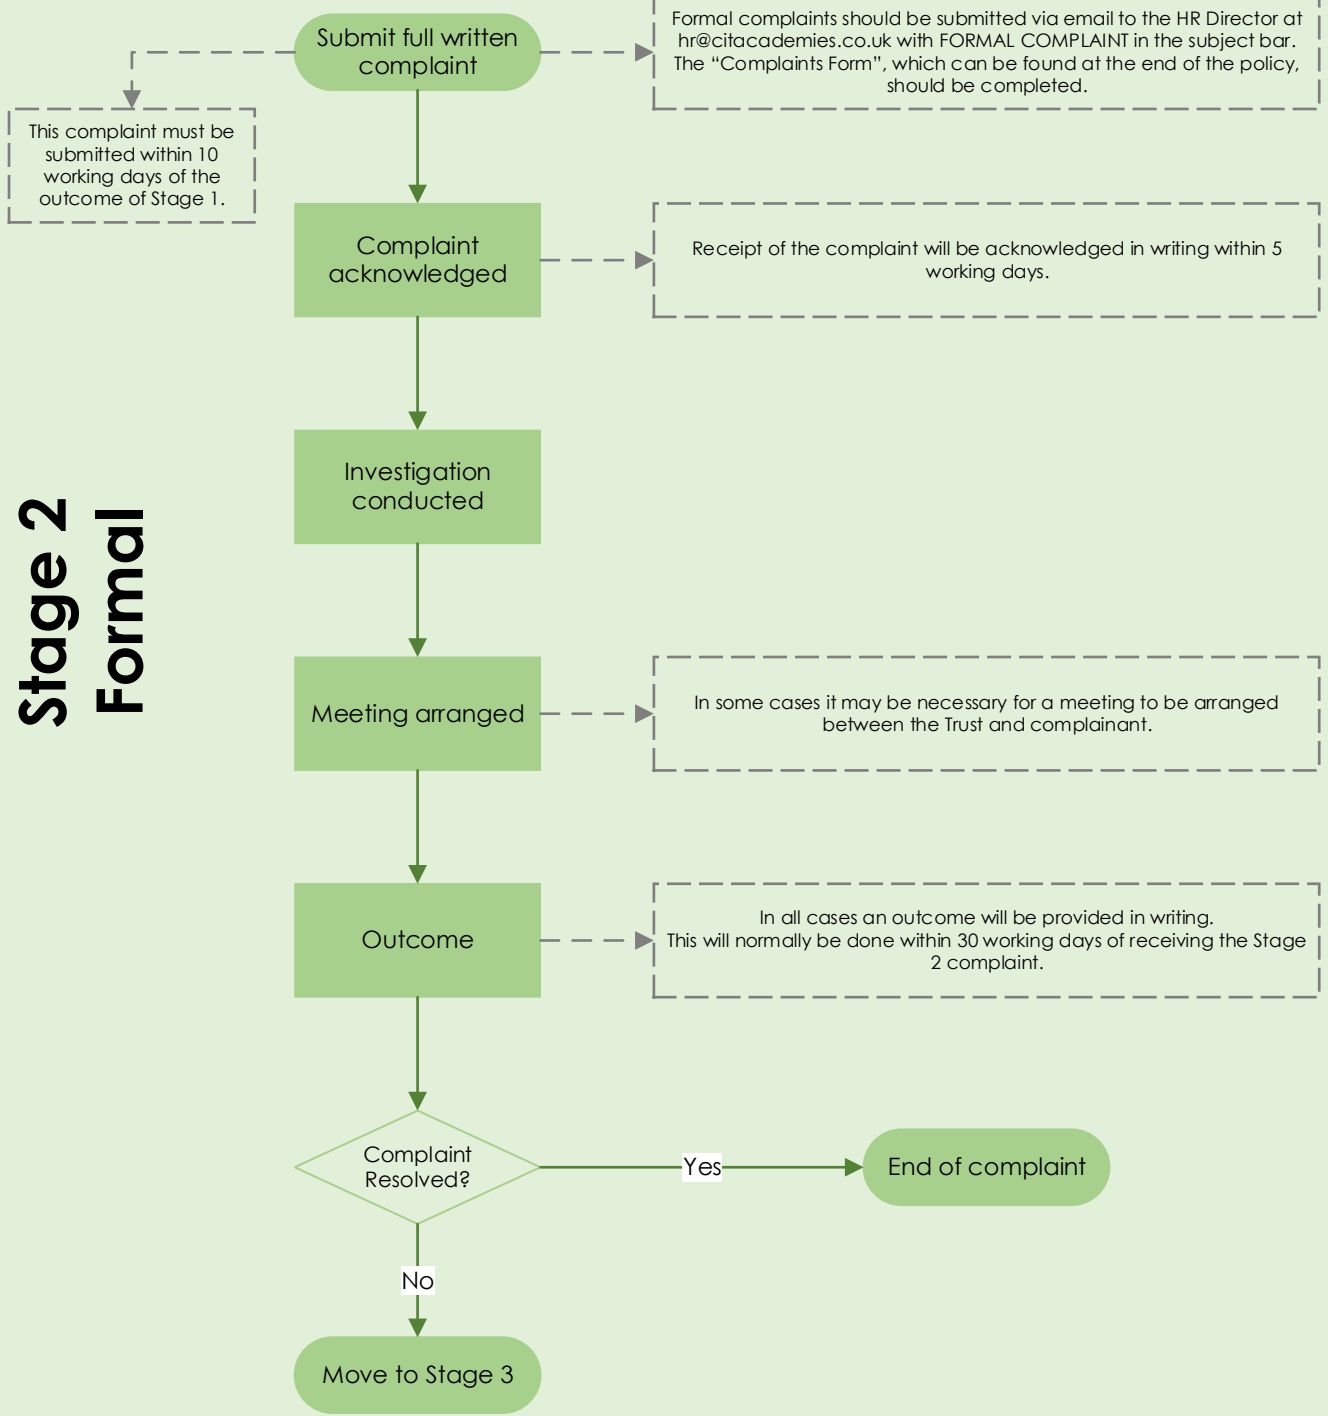 Submit full written
complaint
Formal complaints should be submitted via email to the HR Director at
hr@citacademies.co.uk with FORMAL COMPLAINT in the subject bar.
The “Complaints Form”, which can be found at the end of the policy,
should be completed.
This complaint must be
submitted within 10
working days of the
outcome of Stage 1.
Complaint
acknowledged
Receipt of the complaint will be acknowledged in writing within 5
working days.
Investigation
conducted
Stage 2
Formal
Meeting arranged
In some cases it may be necessary for a meeting to be arranged
between the Trust and complainant.
Outcome
In all cases an outcome will be provided in writing.
This will normally be done within 30 working days of receiving the Stage
2 complaint.
Complaint
Resolved?
Yes
End of complaint
No
Move to Stage 3